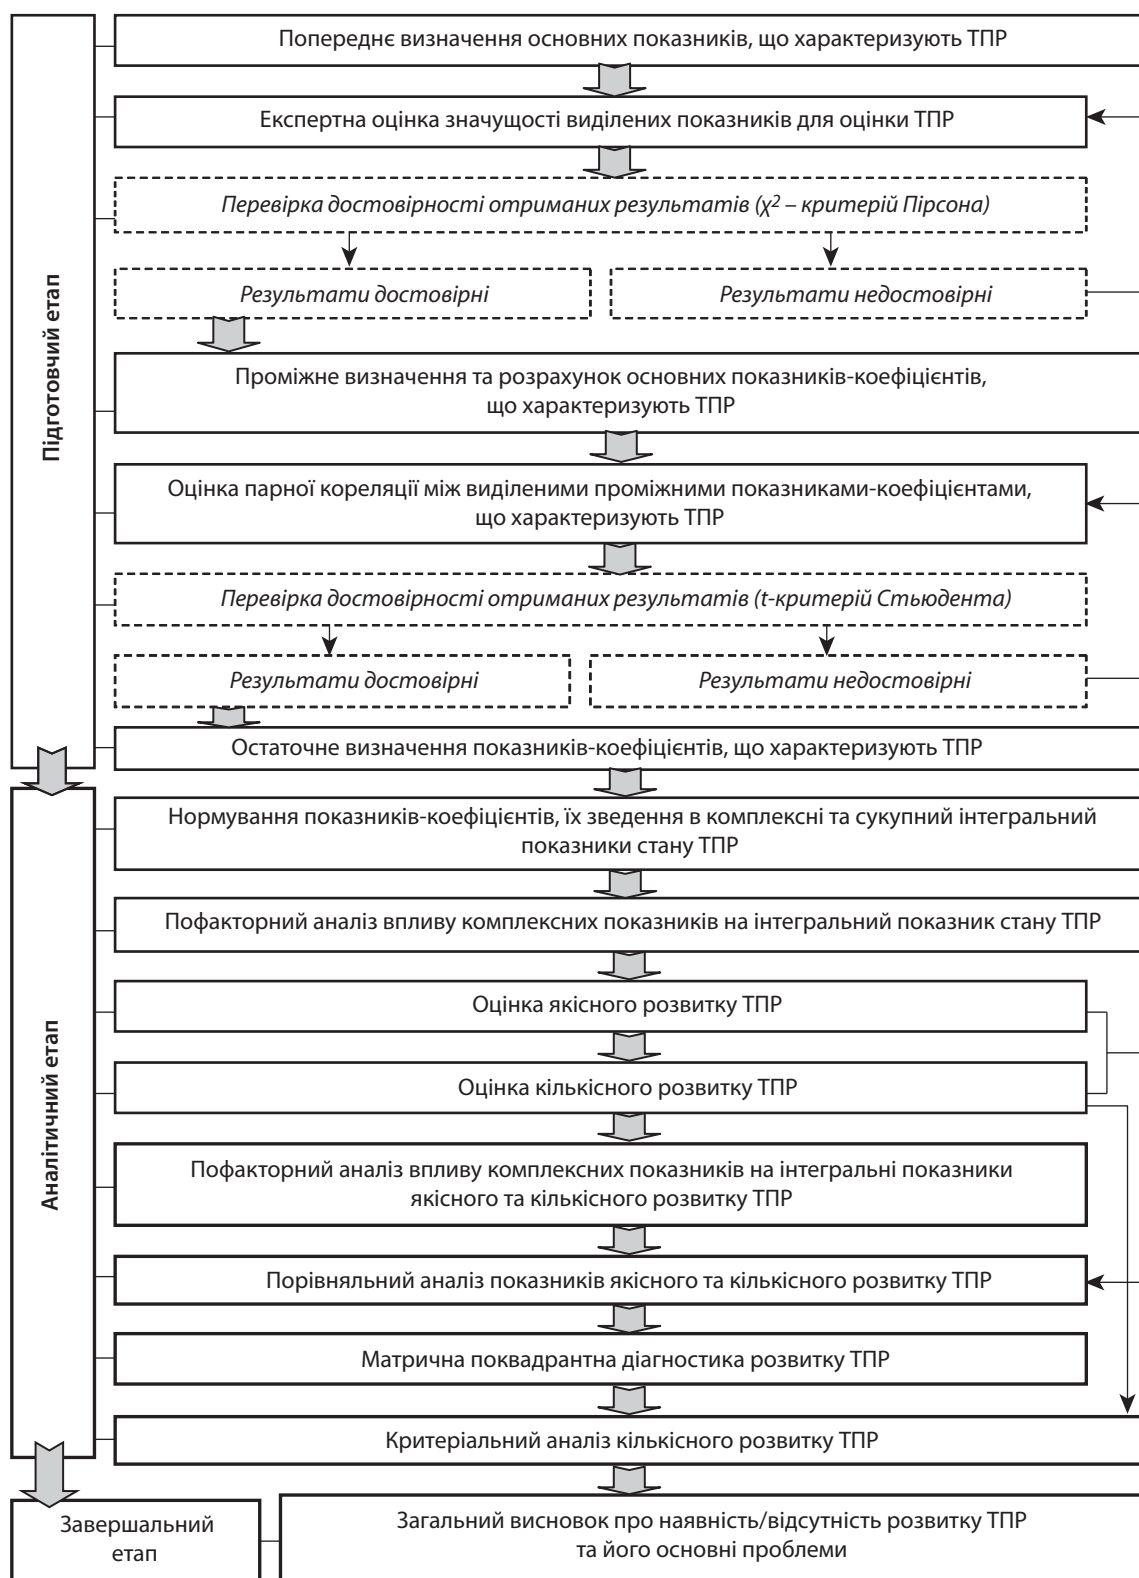 Підготовчий етап
Попереднє визначення основних показників, що характеризують ТПР
Експертна оцінка значущості виділених показників для оцінки ТПР
Перевірка достовірності отриманих результатів (χ² – критерій Пірсона)
Результати достовірні
Результати недостовірні
Проміжне визначення та розрахунок основних показників-коефіцієнтів,
що характеризують ТПР
Оцінка парної кореляції між виділеними проміжними показниками-коефіцієнтами,
що характеризують ТПР
Перевірка достовірності отриманих результатів (t-критерій Стьюдента)
Результати достовірні
Результати недостовірні
Остаточне визначення показників-коефіцієнтів, що характеризують ТПР
Аналітичний етап
Нормування показників-коефіцієнтів, їх зведення в комплексні та сукупний інтегральний
показники стану ТПР
Пофакторний аналіз впливу комплексних показників на інтегральний показник стану ТПР
Оцінка якісного розвитку ТПР
Оцінка кількісного розвитку ТПР
Пофакторний аналіз впливу комплексних показників на інтегральні показники
якісного та кількісного розвитку ТПР
Порівняльний аналіз показників якісного та кількісного розвитку ТПР
Матрична поквадрантна діагностика розвитку ТПР
Критеріальний аналіз кількісного розвитку ТПР
Завершальний
етап
Загальний висновок про наявність/відсутність розвитку ТПР
та його основні проблеми